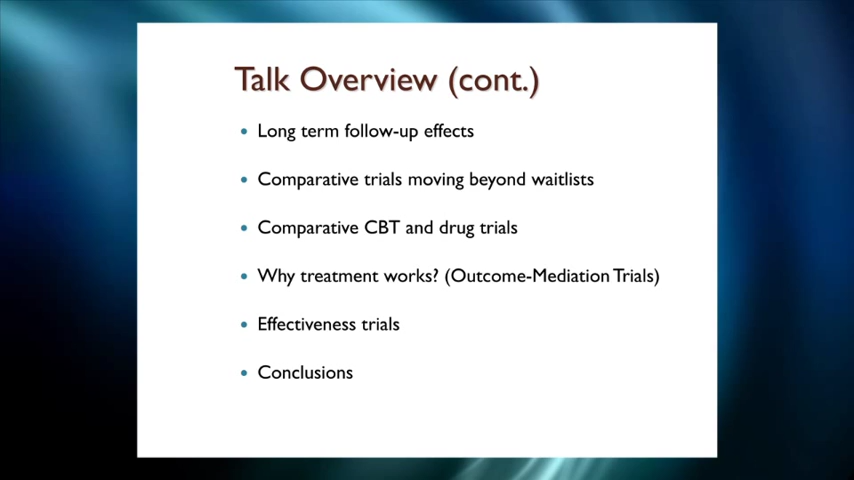 Talk Overview (cont.)
• Long term follow-up effects
• Comparative trials moving beyond waitlists
• Comparative CBT and drug trials
• Why treatment works? (Outcome-Mediation Trials)
• Effectiveness trials
• Conclusions